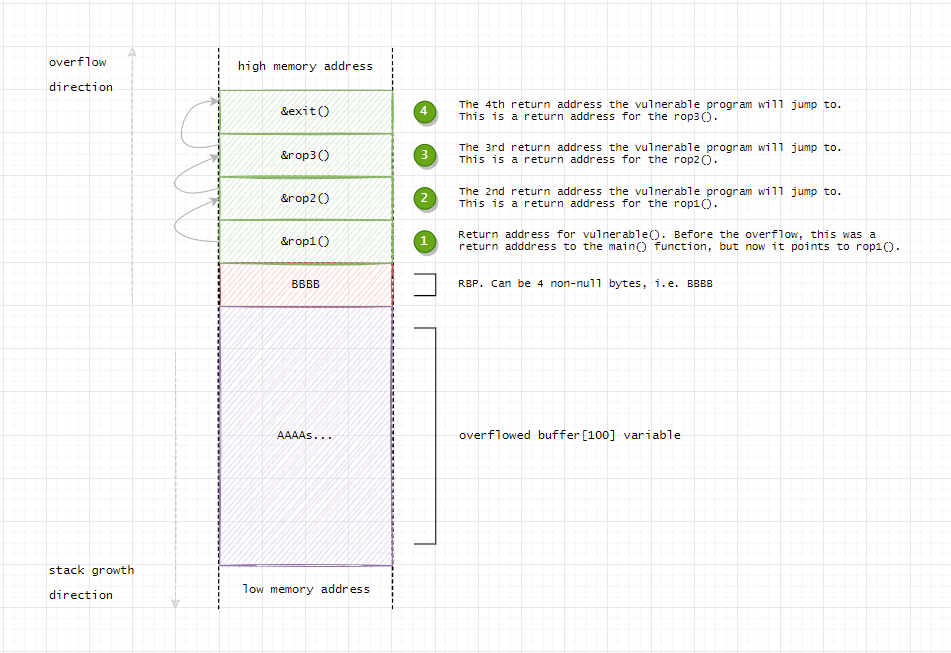 overflow
direction
high memory address
&exit()
4
The 4th return address the vulnerable program will jump to.
This is a return address for the rop3().
&rop3()
3
The 3rd return address the vulnerable program will jump to.
This is a return address for the rop2().
&rop2()
2
The 2nd return address the vulnerable program will jump to.
This is a return address for the rop1().
&rop1()
1
Return address for vulnerable(). Before the overflow, this was a
return adddress to the main() function, but now it points to rop1().
BBBB
RBP. Can be 4 non-null bytes, i.e. BBBB
AAAAs...
overflowed buffer[100] variable
stack growth
direction
low memory address